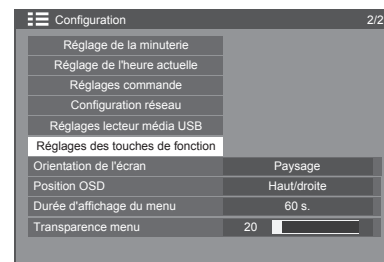 Configuration 2/2
Réglage de la minuterie
Réglage de l'heure actuelle
Réglages commande
Configuration réseau
Réglages lecteur média USB
Réglages des touches de fonction
Orientation de l'écran Paysage
Position OSD Haut/droite
Durée d'affichage du menu 60 s.
Transparence menu 20